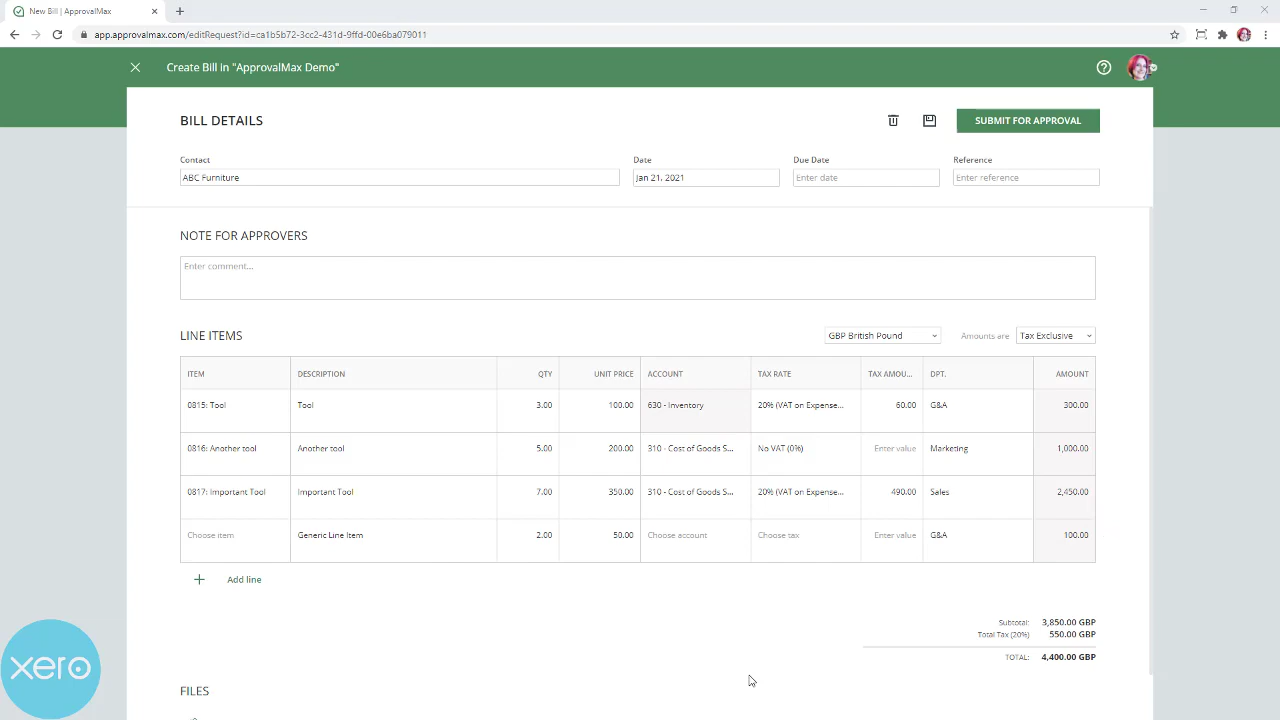 New Bill | ApprovalMax
app.approvalmax.com/editRequest?id=ca1b5b72-3cc2-431d-9ffd-00e6ba079011
Create Bill in "ApprovalMax Demo"
BILL DETAILS
SUBMIT FOR APPROVAL
Contact Date Due Date Reference
ABC Furniture Jan 21, 2021 Enter date Enter reference
NOTE FOR APPROVERS
Enter comment...
LINE ITEMS GBP British Pound Amounts are Tax Exclusive
ITEM DESCRIPTION QTY UNIT PRICE ACCOUNT TAX RATE TAX AMOU... DPT. AMOUNT
0815: Tool Tool 3.00 100.00 630 - Inventory 20% (VAT on Expense... 60.00 G&A 300.00
0816: Another tool Another tool 5.00 200.00 310 - Cost of Goods S... No VAT (0%) Enter value Marketing 1,000.00
0817: Important Tool Important Tool 7.00 350.00 310 - Cost of Goods S... 20% (VAT on Expense... 490.00 Sales 2,450.00
Choose item Generic Line Item 2.00 50.00 Choose account Choose tax Enter value G&A 100.00
+ Add line
Subtotal: 3,850.00 GBP
Total Tax (20%) 550.00 GBP
TOTAL: 4,400.00 GBP
xero
FILES